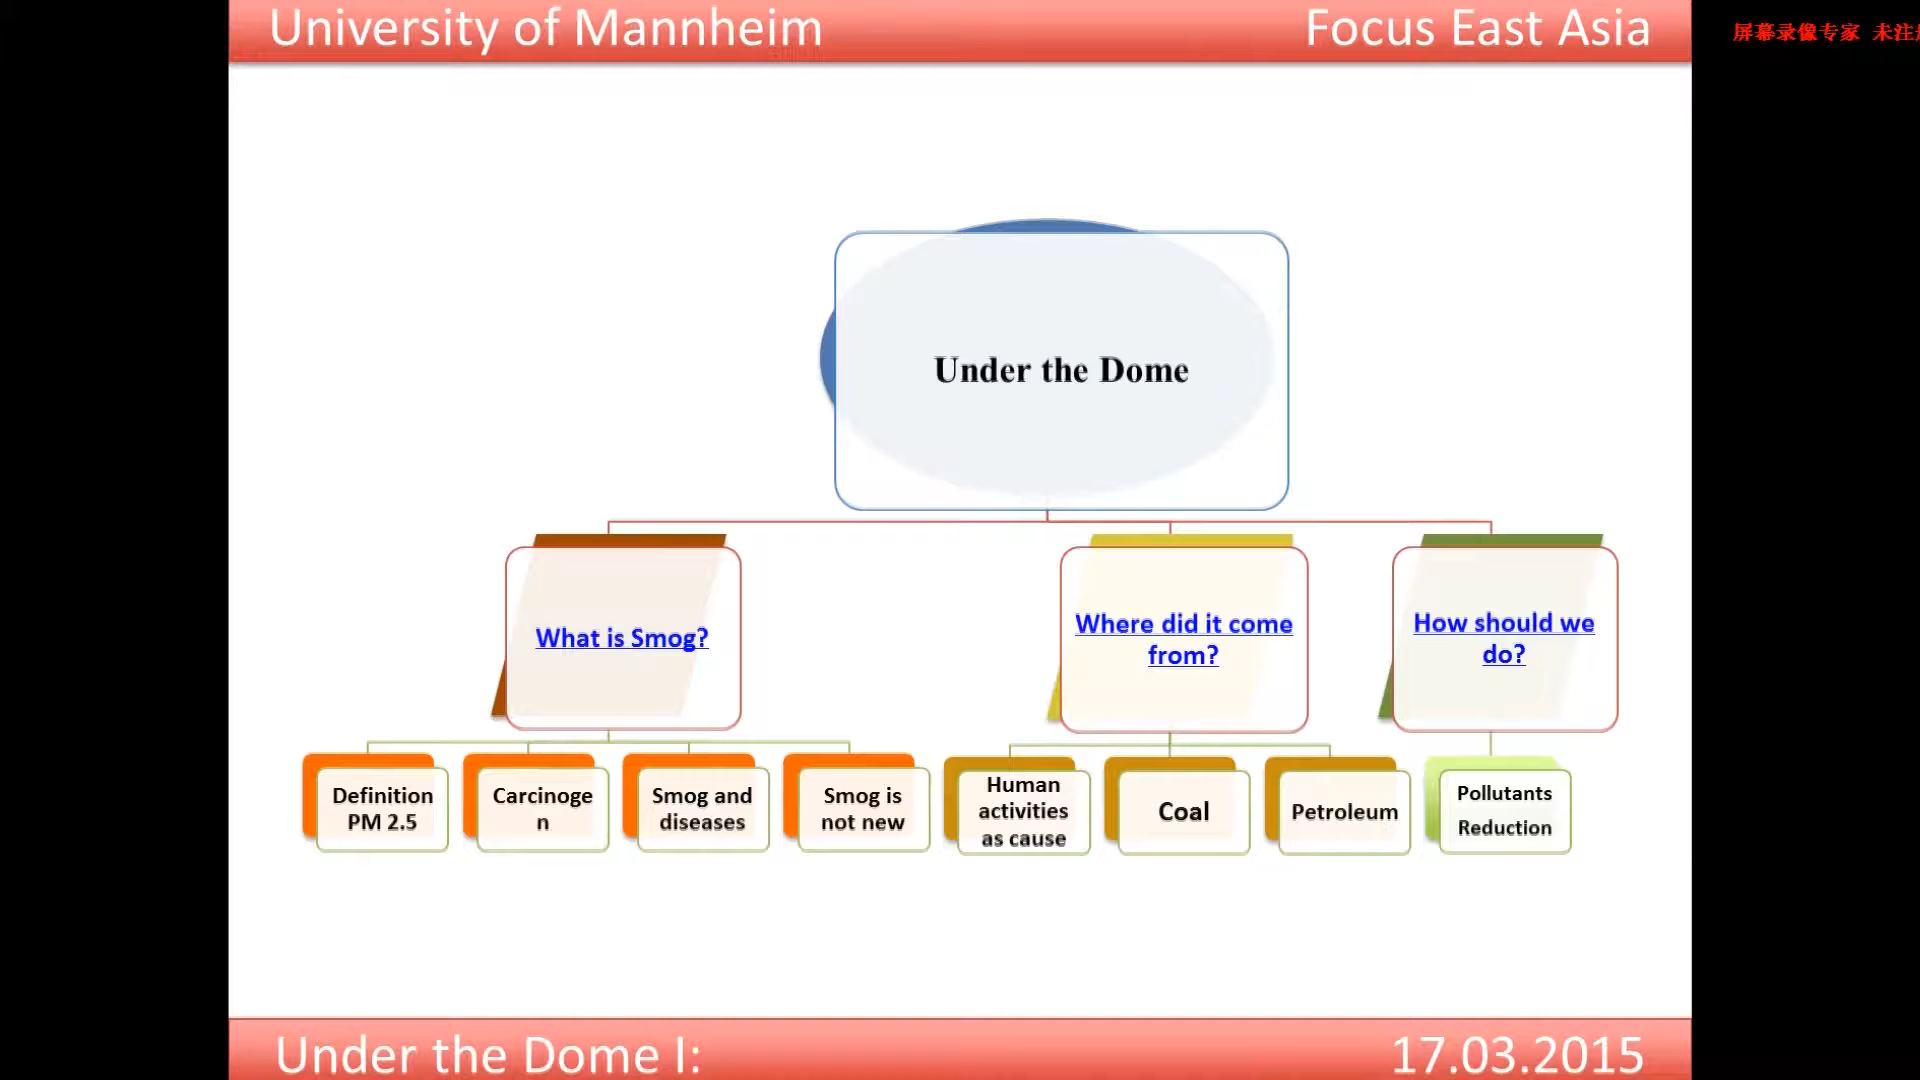 University of Mannheim
Focus East Asia
屏幕录像专家 未注
Under the Dome
What is Smog?
Where did it come
from?
How should we
do?
Definition
PM 2.5
Carcinoge
n
Smog and
diseases
Smog is
not new
Human
activities
as cause
Coal
Petroleum
Pollutants
Reduction
Under the Dome I:
17.03.2015